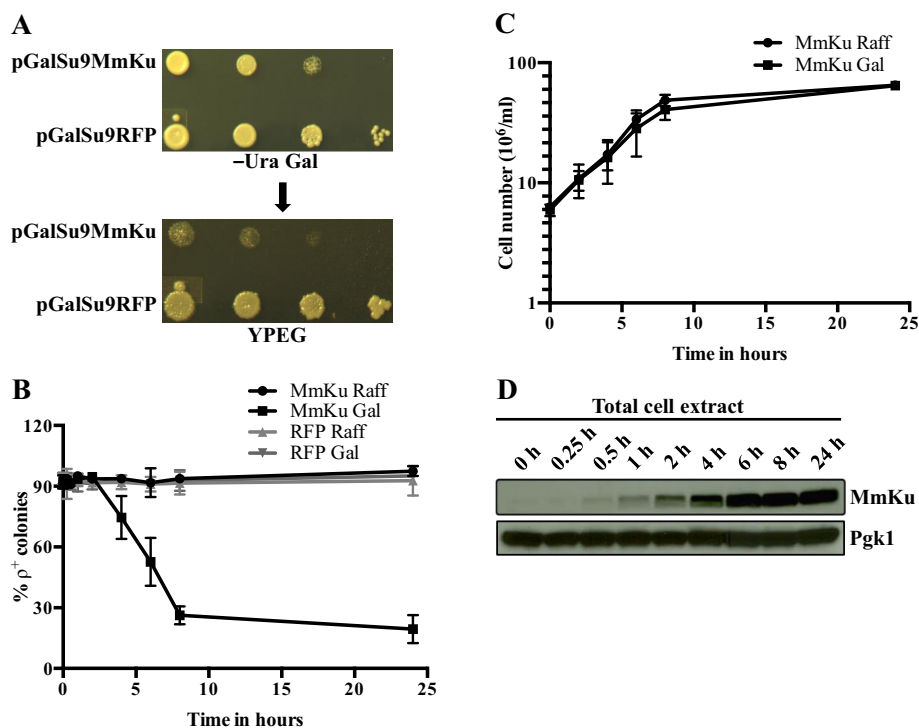 A
pGalSu9MmKu
pGalSu9RFP
−Ura Gal
pGalSu9MmKu
pGalSu9RFP
YPEG
B
MmKu Raff
MmKu Gal
RFP Raff
RFP Gal
120
90
60
30
0
% ρ+ colonies
0 5 10 15 20 25
Time in hours
C
MmKu Raff
MmKu Gal
100
10
1
Cell number (10⁶/ml)
0 5 10 15 20 25
Time in hours
D
Total cell extract
0 h 0.25 h 0.5 h 1 h 2 h 4 h 6 h 8 h 24 h
MmKu
Pgk1